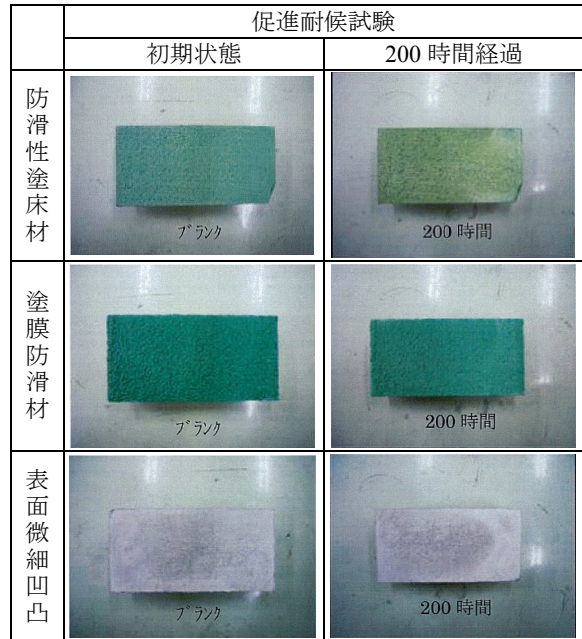 促進耐候試験
初期状態
200 時間経過
防滑性塗床材
ブランク
200 時間
塗膜防滑材
ブランク
200 時間
表面微細凹凸
ブランク
200 時間